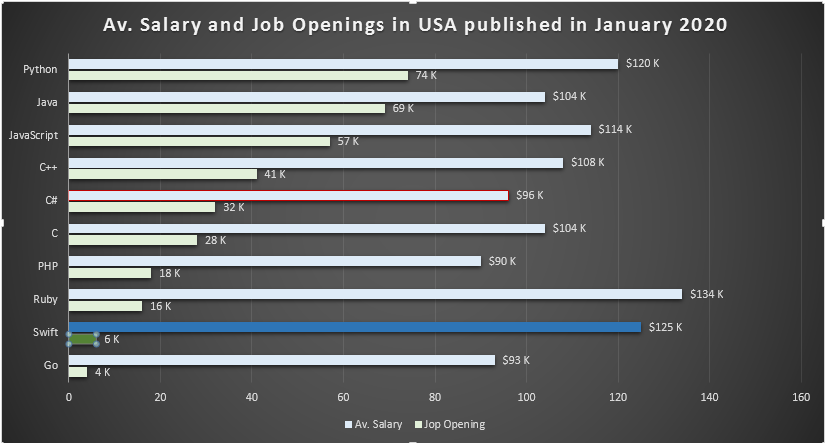 Av. Salary and Job Openings in USA published in January 2020
Python
$120 K
74 K
Java
$104 K
69 K
JavaScript
$114 K
57 K
C++
$108 K
41 K
C#
$96 K
32 K
C
$104 K
28 K
PHP
$90 K
18 K
Ruby
$134 K
16 K
Swift
$125 K
6 K
Go
$93 K
4 K
0 20 40 60 80 100 120 140 160
Av. Salary Jop Opening